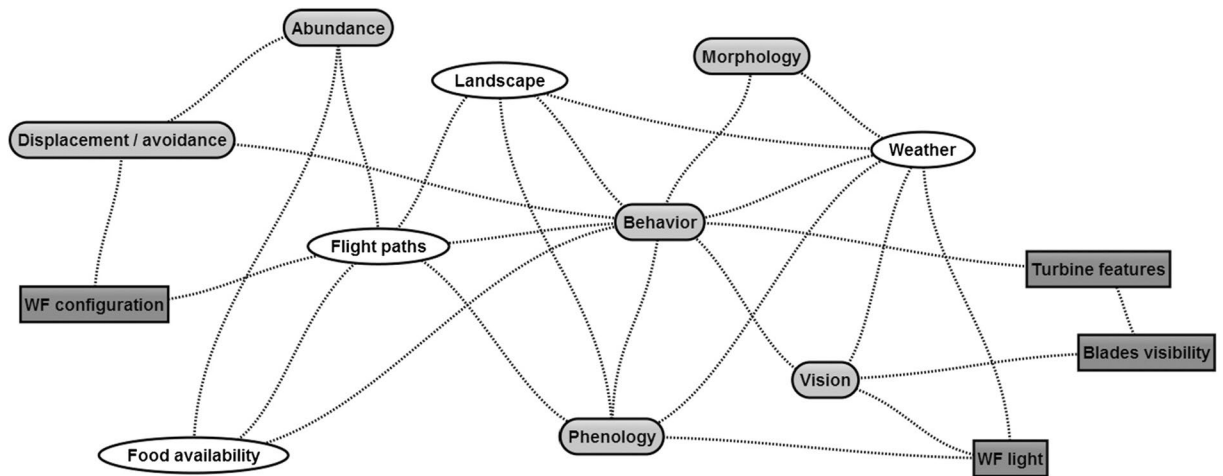 Abundance
Morphology
Landscape
Displacement / avoidance
Weather
Behavior
Flight paths
Turbine features
WF configuration
Blades visibility
Vision
Phenology
Food availability
WF light